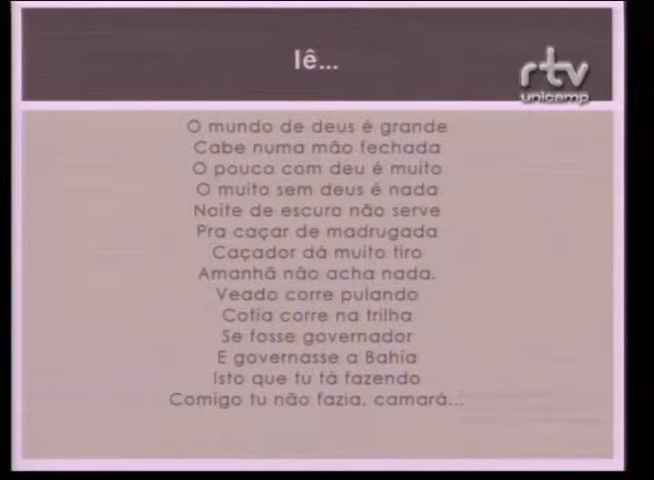 Iê...
rtv
unicamp
O mundo de deus é grande
Cabe numa mão fechada
O pouco com deu é muito
O muito sem deus é nada
Noite de escuro não serve
Pra caçar de madrugada
Caçador dá muito tiro
Amanhã não acha nada.
Veado corre pulando
Cotia corre na trilha
Se fosse governador
E governasse a Bahia
Isto que tu tá fazendo
Comigo tu não fazia, camará...